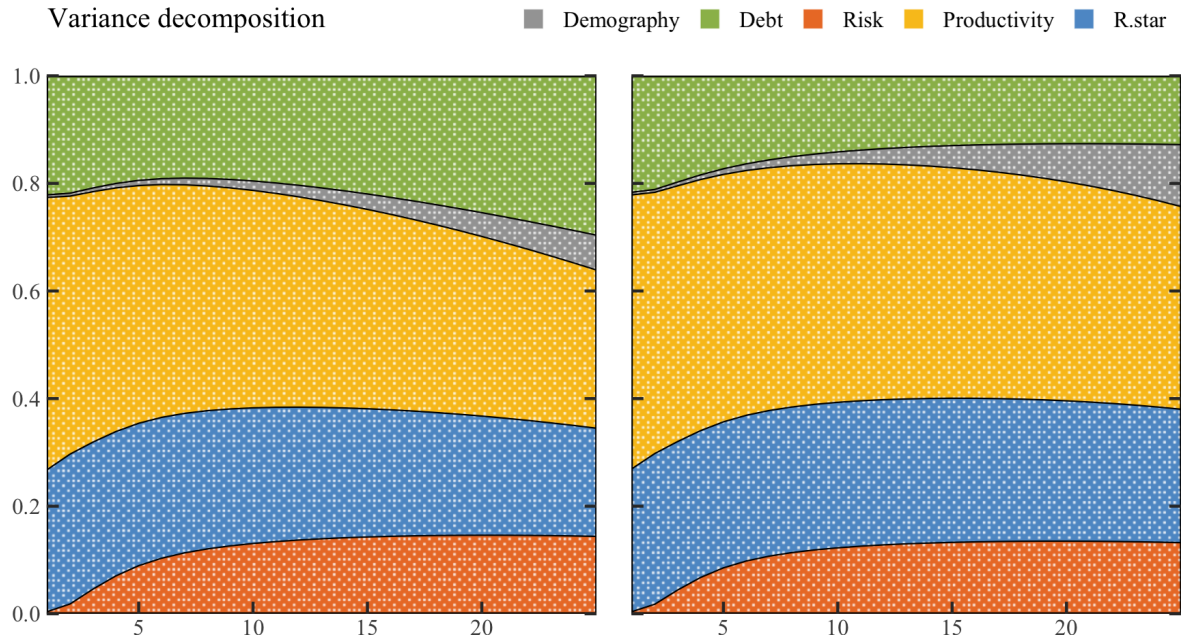 Variance decomposition
Demography Debt Risk Productivity R.star
1.0
0.8
0.6
0.4
0.2
0.0
5 10 15 20 5 10 15 20